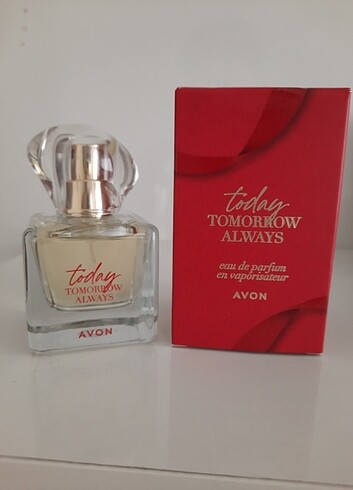 today
TOMORROW
ALWAYS
AVON
today
TOMORROW
ALWAYS
eau de parfum
en vaporisateur
AVON